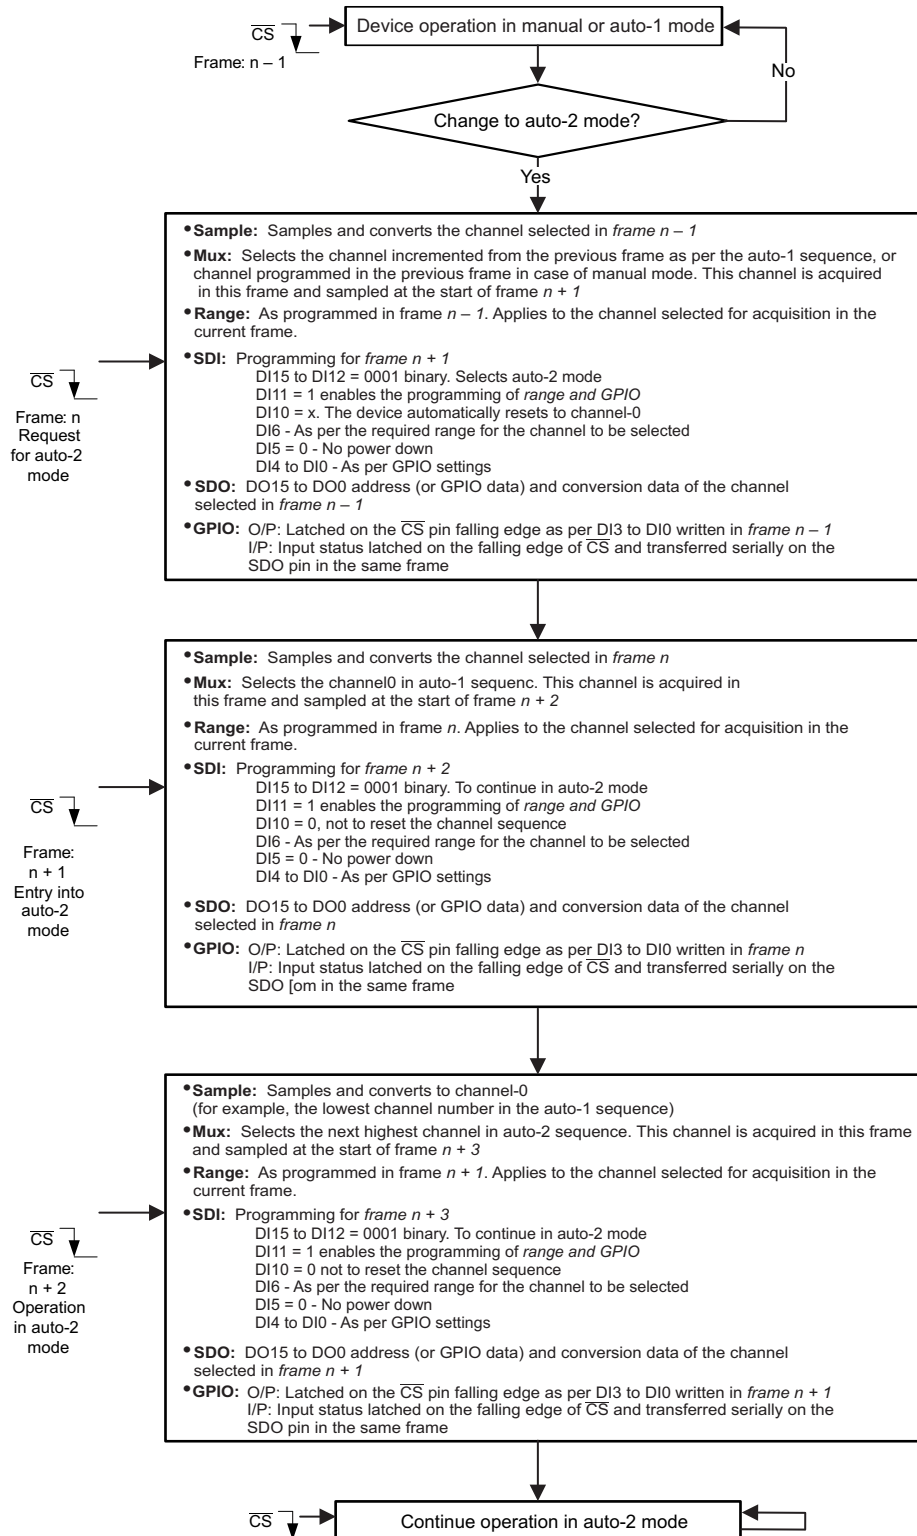 Device operation in manual or auto-1 mode
CS
Frame: n – 1
No
Change to auto-2 mode?
Yes
•Sample: Samples and converts the channel selected in frame n – 1
•Mux: Selects the channel incremented from the previous frame as per the auto-1 sequence, or
channel programmed in the previous frame in case of manual mode. This channel is acquired
in this frame and sampled at the start of frame n + 1
•Range: As programmed in frame n – 1. Applies to the channel selected for acquisition in the
current frame.
•SDI: Programming for frame n + 1
DI15 to DI12 = 0001 binary. Selects auto-2 mode
DI11 = 1 enables the programming of range and GPIO
DI10 = x. The device automatically resets to channel-0
DI6 - As per the required range for the channel to be selected
DI5 = 0 - No power down
DI4 to DI0 - As per GPIO settings
•SDO: DO15 to DO0 address (or GPIO data) and conversion data of the channel
selected in frame n – 1
•GPIO: O/P: Latched on the CS pin falling edge as per DI3 to DI0 written in frame n – 1
I/P: Input status latched on the falling edge of CS and transferred serially on the
SDO pin in the same frame
CS
Frame: n
Request
for auto-2
mode
•Sample: Samples and converts the channel selected in frame n
•Mux: Selects the channel0 in auto-1 sequenc. This channel is acquired in
this frame and sampled at the start of frame n + 2
•Range: As programmed in frame n. Applies to the channel selected for acquisition in the
current frame.
•SDI: Programming for frame n + 2
DI15 to DI12 = 0001 binary. To continue in auto-2 mode
DI11 = 1 enables the programming of range and GPIO
DI10 = 0, not to reset the channel sequence
DI6 - As per the required range for the channel to be selected
DI5 = 0 - No power down
DI4 to DI0 - As per GPIO settings
•SDO: DO15 to DO0 address (or GPIO data) and conversion data of the channel
selected in frame n
•GPIO: O/P: Latched on the CS pin falling edge as per DI3 to DI0 written in frame n
I/P: Input status latched on the falling edge of CS and transferred serially on the
SDO [om in the same frame
CS
Frame:
n + 1
Entry into
auto-2
mode
•Sample: Samples and converts to channel-0
(for example, the lowest channel number in the auto-1 sequence)
•Mux: Selects the next highest channel in auto-2 sequence. This channel is acquired in this frame
and sampled at the start of frame n + 3
•Range: As programmed in frame n + 1. Applies to the channel selected for acquisition in the
current frame.
•SDI: Programming for frame n + 3
DI15 to DI12 = 0001 binary. To continue in auto-2 mode
DI11 = 1 enables the programming of range and GPIO
DI10 = 0 not to reset the channel sequence
DI6 - As per the required range for the channel to be selected
DI5 = 0 - No power down
DI4 to DI0 - As per GPIO settings
•SDO: DO15 to DO0 address (or GPIO data) and conversion data of the channel
selected in frame n + 1
•GPIO: O/P: Latched on the CS pin falling edge as per DI3 to DI0 written in frame n + 1
I/P: Input status latched on the falling edge of CS and transferred serially on the
SDO pin in the same frame
CS
Frame:
n + 2
Operation
in auto-2
mode
CS
Continue operation in auto-2 mode